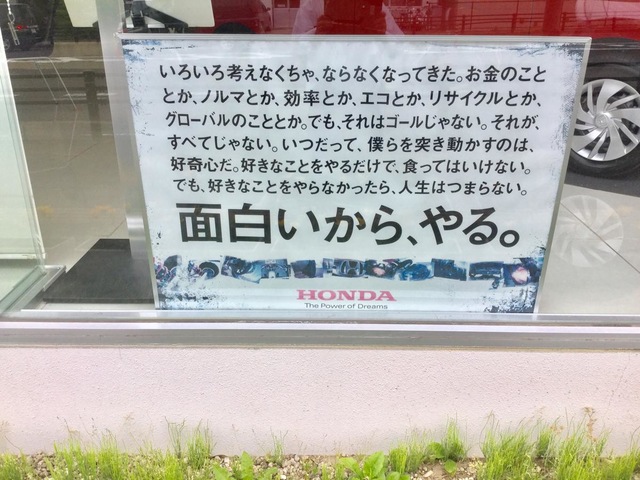 いろいろ考えなくちゃ、ならなくなってきた。お金のこと
とか、ノルマとか、効率とか、エコとか、リサイクルとか、
グローバルのこととか。でも、それはゴールじゃない。それが、
すべてじゃない。いつだって、僕らを突き動かすのは、
好奇心だ。好きなことをやるだけで、食ってはいけない。
でも、好きなことをやらなかったら、人生はつまらない。
面白いから、やる。
HONDA
The Power of Dreams